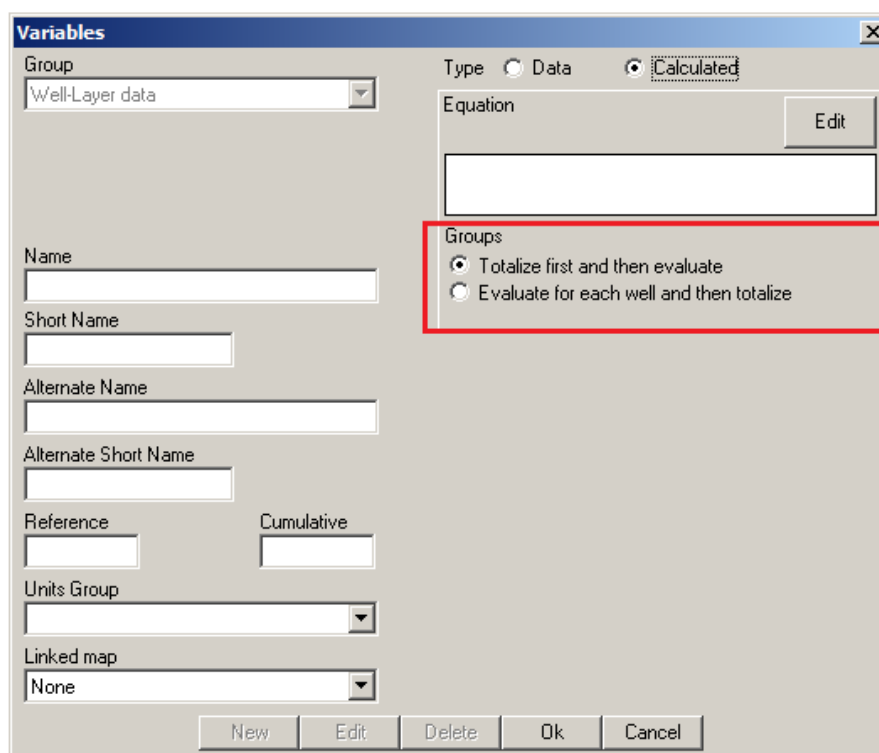 Variables
Group
Well-Layer data
Type Data Calculated
Equation
Edit
Groups
Totalize first and then evaluate
Evaluate for each well and then totalize
Name
Short Name
Alternate Name
Alternate Short Name
Reference Cumulative
Units Group
Linked map
None
New Edit Delete Ok Cancel